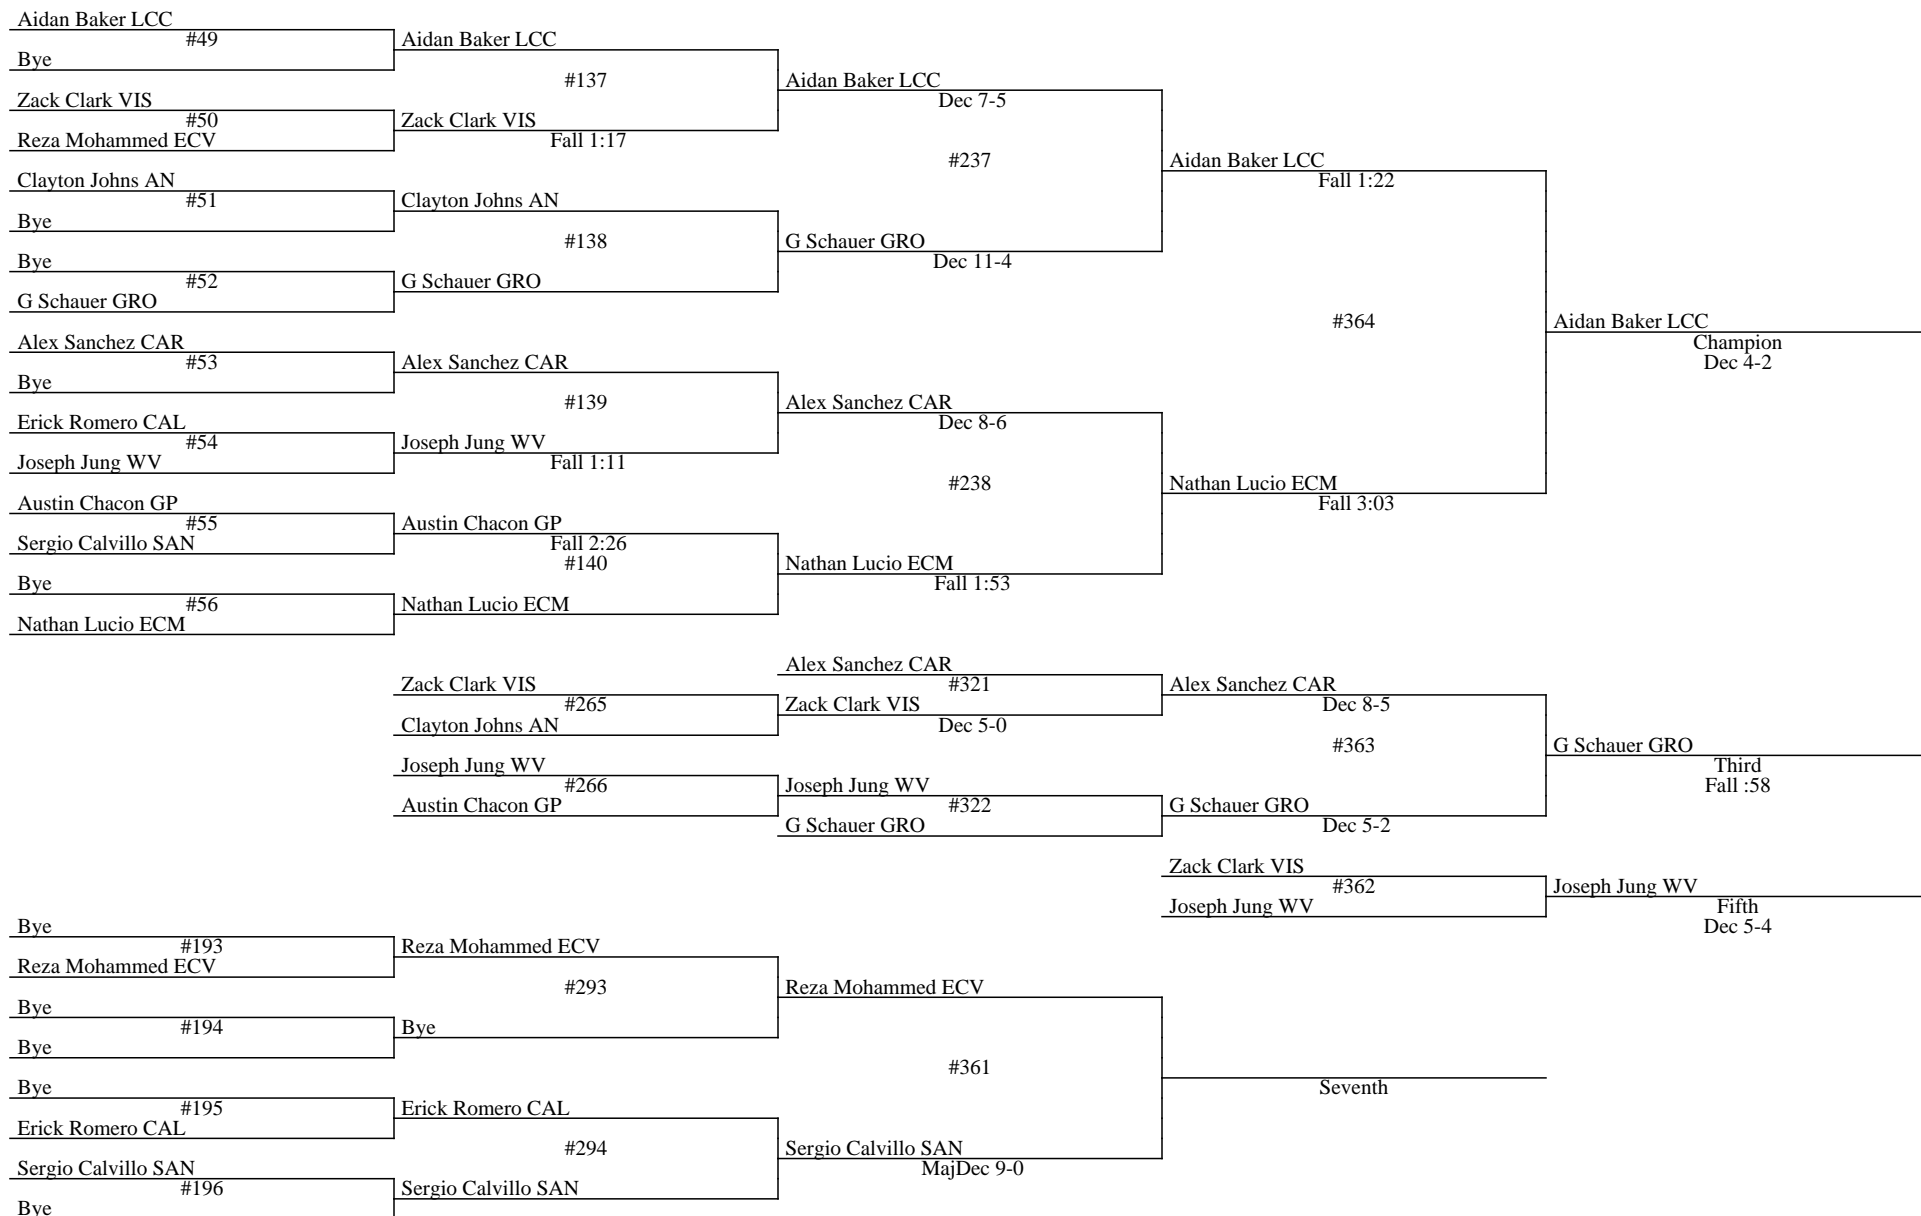 Aidan Baker LCC
#49
Bye
Aidan Baker LCC
#137
Zack Clark VIS
#50
Reza Mohammed ECV
Zack Clark VIS
Fall 1:17
Aidan Baker LCC
Dec 7-5
#237
Clayton Johns AN
#51
Bye
Clayton Johns AN
#138
Bye
#52
G Schauer GRO
G Schauer GRO
G Schauer GRO
Dec 11-4
Aidan Baker LCC
Fall 1:22
#364
Alex Sanchez CAR
#53
Bye
Alex Sanchez CAR
#139
Erick Romero CAL
#54
Joseph Jung WV
Joseph Jung WV
Fall 1:11
Alex Sanchez CAR
Dec 8-6
#238
Austin Chacon GP
#55
Sergio Calvillo SAN
Austin Chacon GP
Fall 2:26
#140
Bye
#56
Nathan Lucio ECM
Nathan Lucio ECM
Nathan Lucio ECM
Fall 1:53
Nathan Lucio ECM
Fall 3:03
Aidan Baker LCC
Champion
Dec 4-2
Alex Sanchez CAR
#321
Zack Clark VIS
#265
Clayton Johns AN
Zack Clark VIS
Dec 5-0
Alex Sanchez CAR
Dec 8-5
#363
Joseph Jung WV
#266
Austin Chacon GP
Joseph Jung WV
#322
G Schauer GRO
G Schauer GRO
Dec 5-2
G Schauer GRO
Third
Fall :58
Zack Clark VIS
#362
Joseph Jung WV
Joseph Jung WV
Fifth
Dec 5-4
Bye
#193
Reza Mohammed ECV
Reza Mohammed ECV
#293
Bye
#194
Bye
Bye
Reza Mohammed ECV
#361
Bye
#195
Erick Romero CAL
Erick Romero CAL
#294
Sergio Calvillo SAN
#196
Bye
Sergio Calvillo SAN
Sergio Calvillo SAN
MajDec 9-0
Seventh